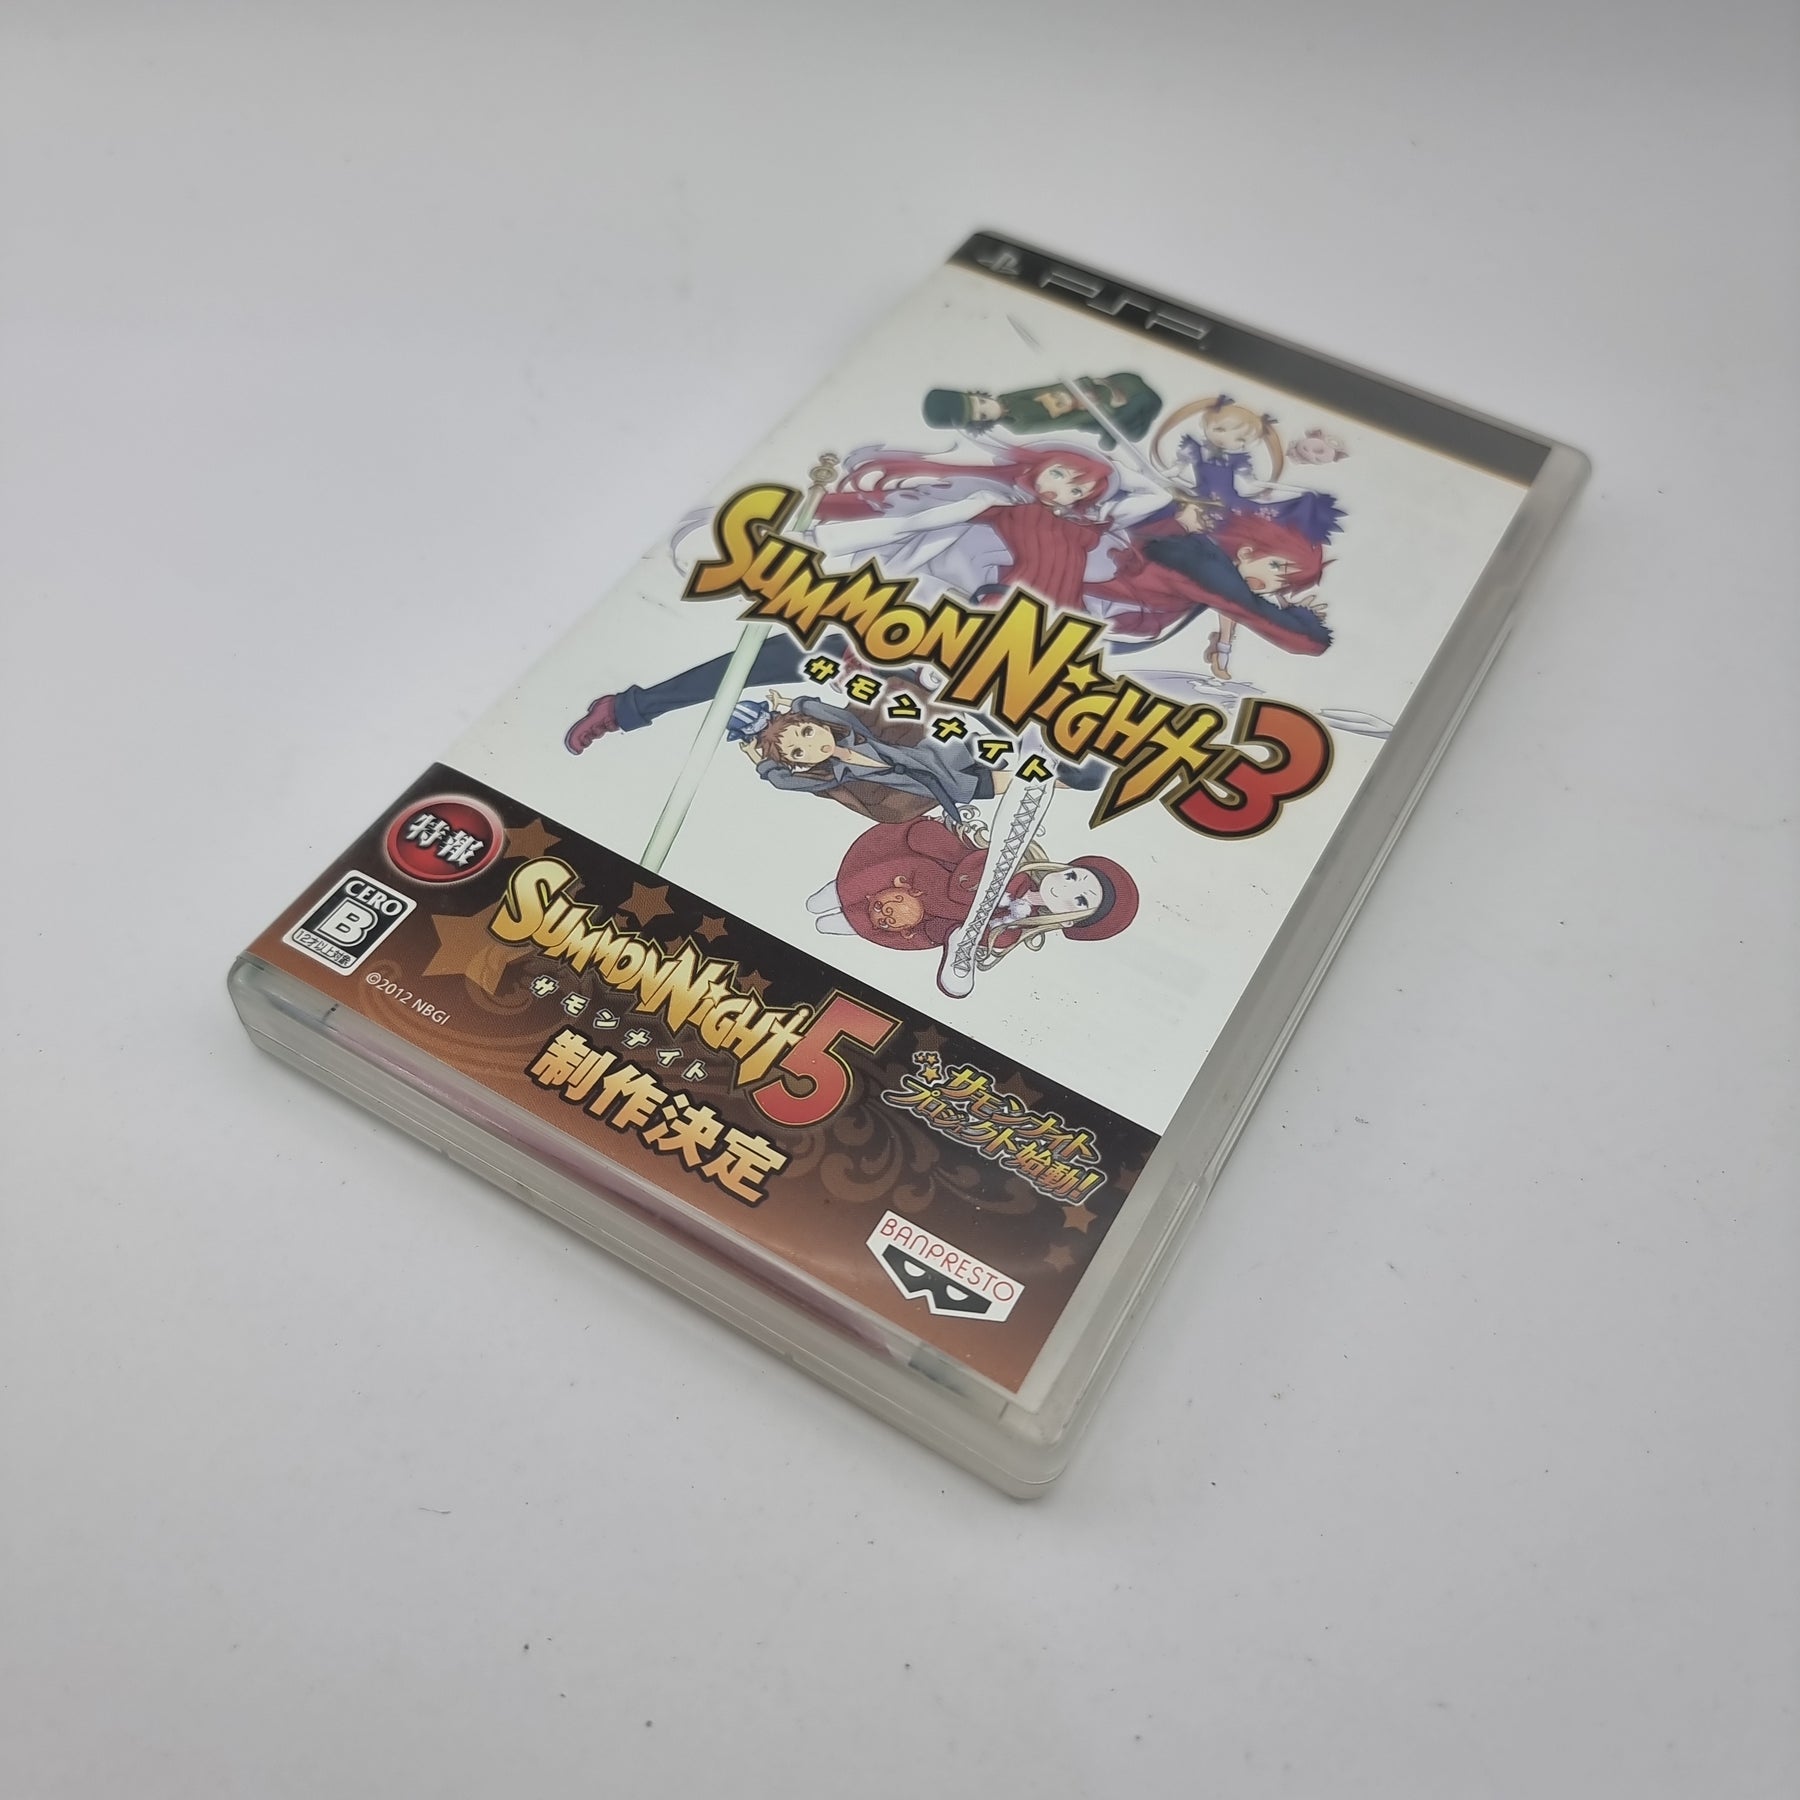 PSP
SUMMON NIGHT 3
サモンナイト
特報
CERO
B
12才以上対象
©2012 NBGI
SUMMON NIGHT 5
サモンナイト
制作決定
サモンナイト
プロジェクト始動!
BANPRESTO